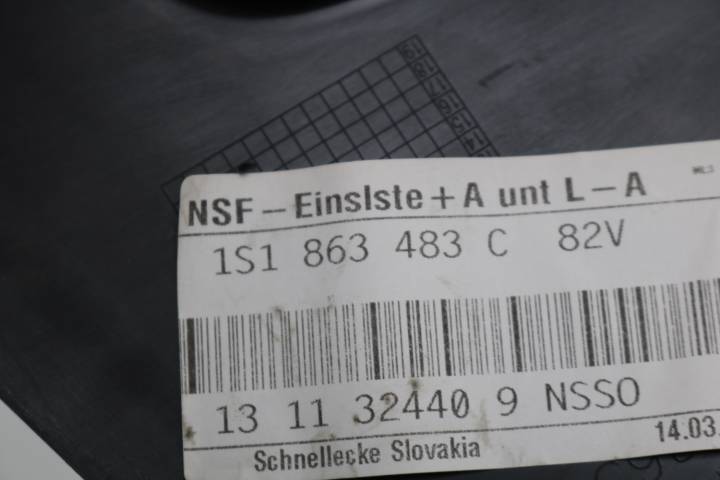 NSF – Einslste + A unt L – A
1S1 863 483 C 82V
13 11 32440 9 NSSO
Schnellecke Slovakia
14.03.